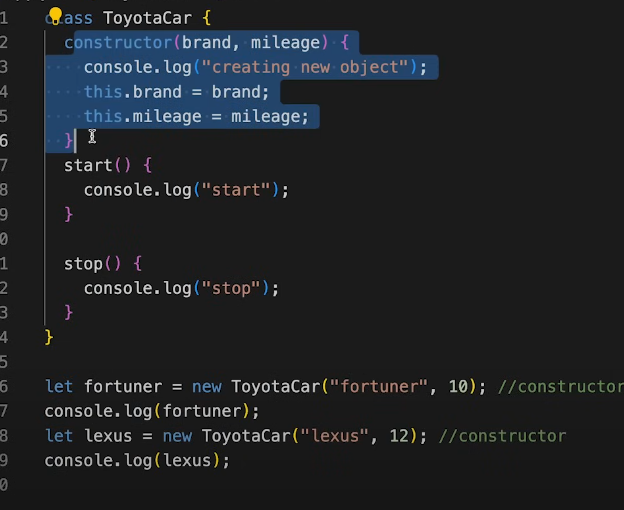 1 class ToyotaCar {
2 constructor(brand, mileage) {
3 console.log("creating new object");
4 this.brand = brand;
5 this.mileage = mileage;
6 }
7 start() {
8 console.log("start");
9 }
0
1 stop() {
2 console.log("stop");
3 }
4 }
5
6 let fortuner = new ToyotaCar("fortuner", 10); //constructor
7 console.log(fortuner);
8 let lexus = new ToyotaCar("lexus", 12); //constructor
9 console.log(lexus);
0